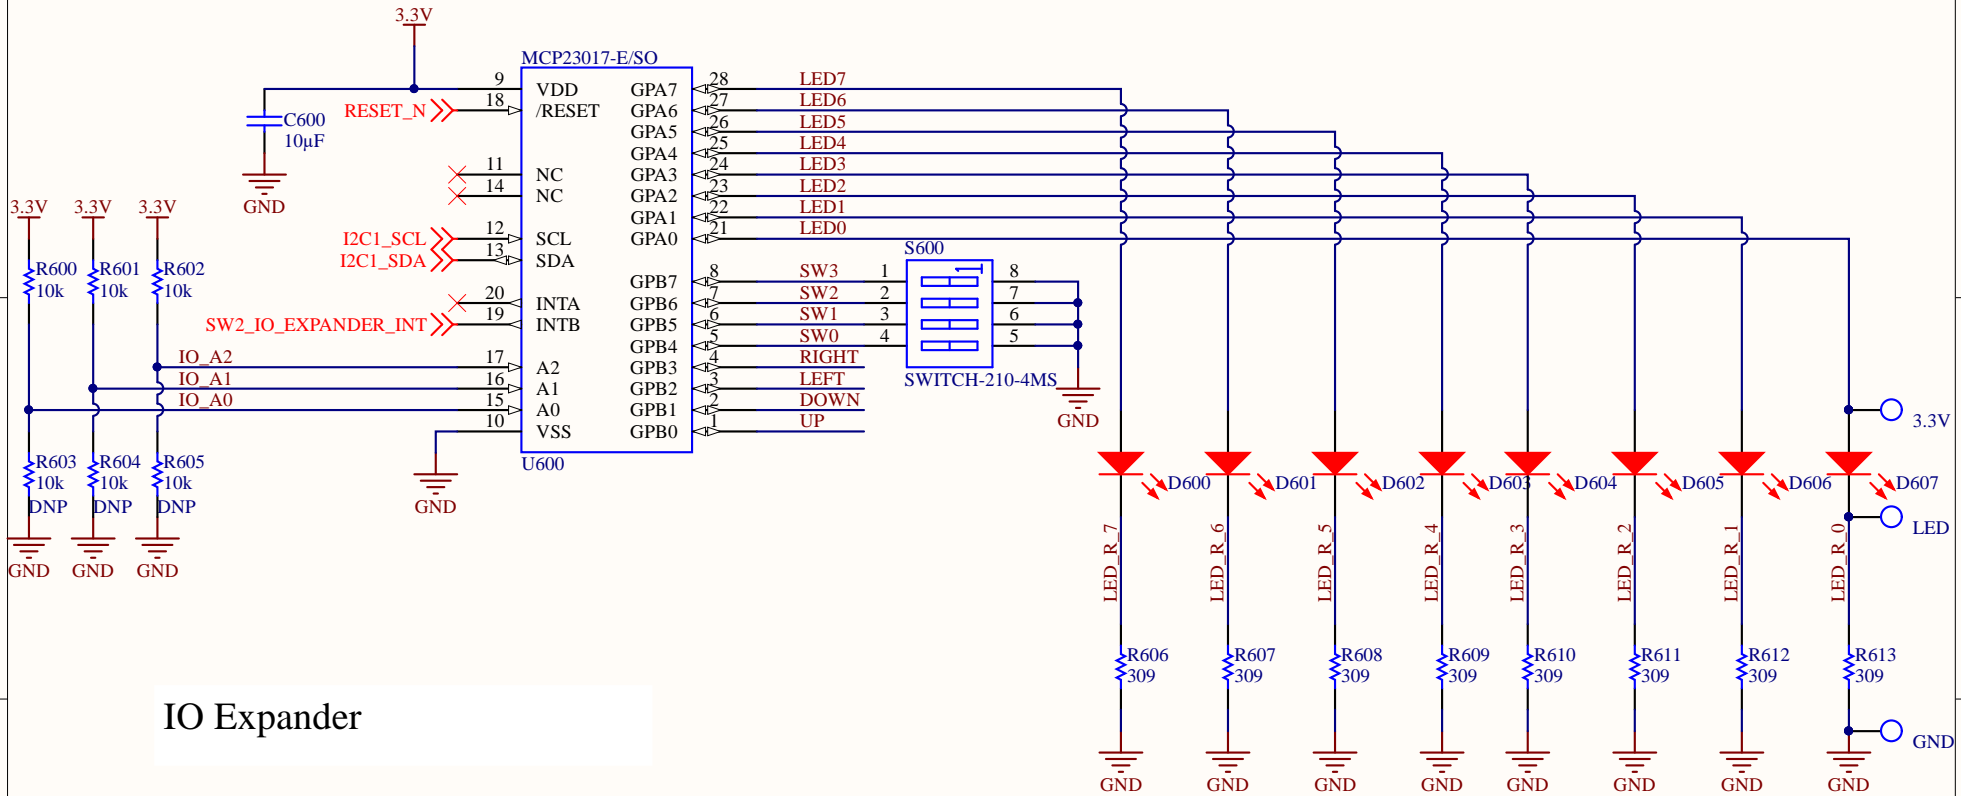 3.3V
MCP23017-E/SO
9 VDD GPA7 28 LED7
RESET_N 18 /RESET GPA6 27 LED6
C600 GPA5 26 LED5
10µF GPA4 25 LED4
11 NC GPA3 24 LED3
14 NC GPA2 23 LED2
GND
3.3V 3.3V 3.3V
GPA1 22 LED1
I2C1_SCL 12 SCL GPA0 21 LED0
S600
I2C1_SDA 13 SDA
R600 R601 R602
10k 10k 10k
GPB7 8 SW3 1 1 8
20 INTA GPB6 7 SW2 2 7
SW2_IO_EXPANDER_INT 19 INTB GPB5 6 SW1 3 6
GPB4 5 SW0 4 5
IO_A2 17 A2 GPB3 4 RIGHT
IO_A1 16 A1 GPB2 3 LEFT SWITCH-210-4MS
IO_A0 15 A0 GPB1 2 DOWN
10 VSS GPB0 1 UP GND 3.3V
R603 R604 R605 U600
10k 10k 10k D600 D601 D602 D603 D604 D605 D606 D607
DNP DNP DNP GND
LED
LED_R_7 LED_R_6 LED_R_5 LED_R_4 LED_R_3 LED_R_2 LED_R_1 LED_R_0
GND GND GND
R606 R607 R608 R609 R610 R611 R612 R613
309 309 309 309 309 309 309 309
IO Expander
GND
GND GND GND GND GND GND GND GND